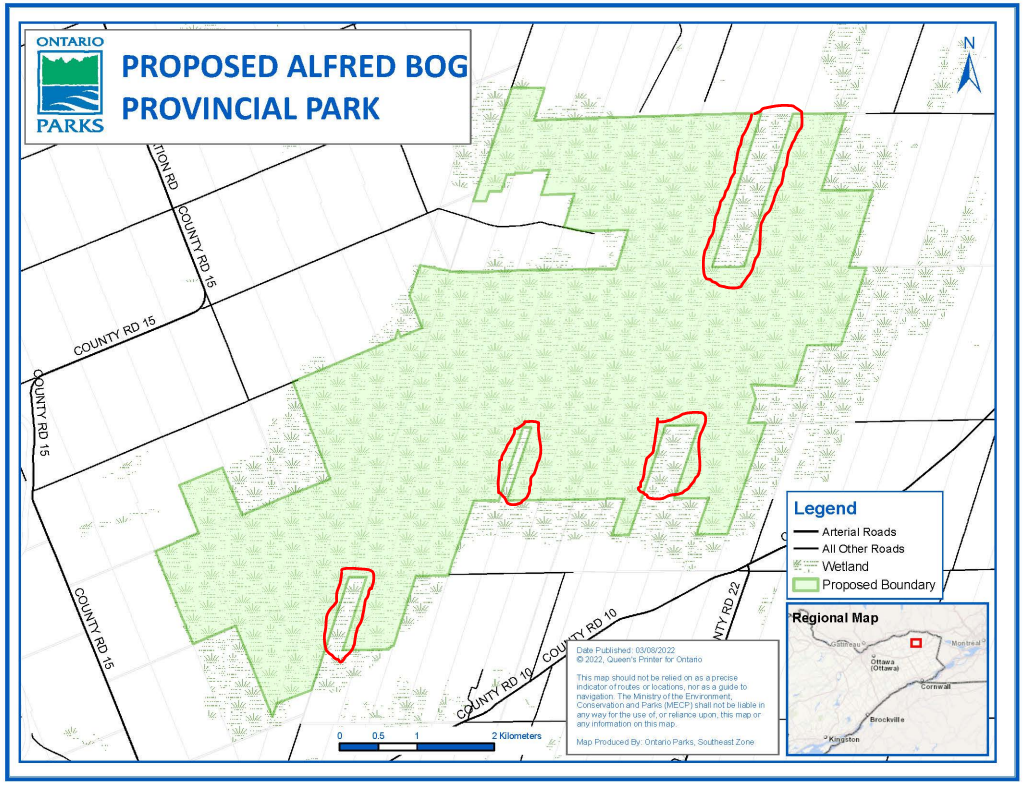 ONTARIO
PARKS
PROPOSED ALFRED BOG
PROVINCIAL PARK
N
TION RD
COUNTY RD 15
COUNTY RD 15
COUNTY RD 15
COUNTY RD 15
COUNTY RD 10
COUNTY RD 10
NTY RD 22
C
Legend
Arterial Roads
All Other Roads
Wetland
Proposed Boundary
Regional Map
Gatineau
Montreal
Ottawa
(Ottawa)
Cornwall
Brockville
Kingston
0 0.5 1 2 Kilometers
Date Published: 03/08/2022
© 2022, Queen's Printer for Ontario
This map should not be relied on as a precise
indicator of routes or locations, nor as a guide to
navigation. The Ministry of the Environment,
Conservation and Parks (MECP) shall not be liable in
any way for the use of, or reliance upon, this map or
any information on this map.
Map Produced By: Ontario Parks, Southeast Zone